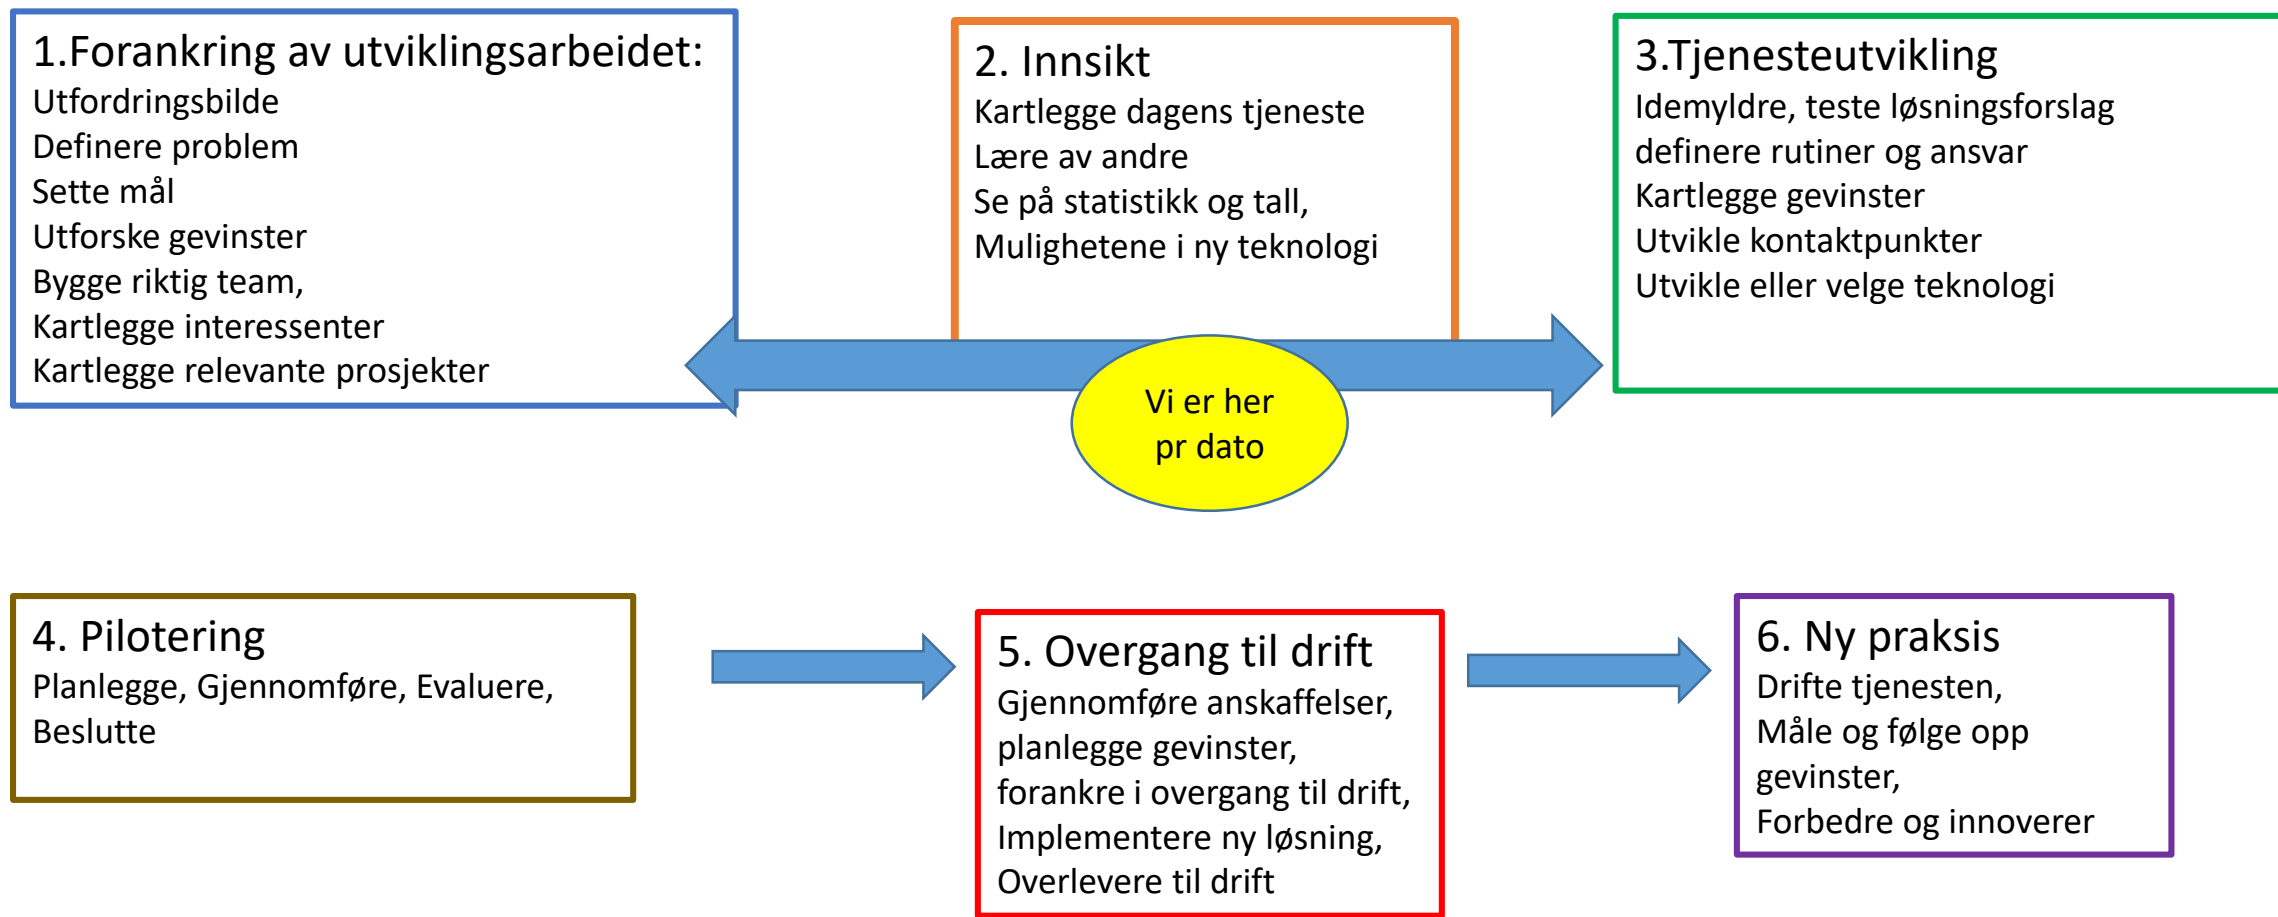 1.Forankring av utviklingsarbeidet:
Utfordringsbilde
Definere problem
Sette mål
Utforske gevinster
Bygge riktig team,
Kartlegge interessenter
Kartlegge relevante prosjekter
2. Innsikt
Kartlegge dagens tjeneste
Lære av andre
Se på statistikk og tall,
Mulighetene i ny teknologi
3.Tjenesteutvikling
Idemyldre, teste løsningsforslag
definere rutiner og ansvar
Kartlegge gevinster
Utvikle kontaktpunkter
Utvikle eller velge teknologi
Vi er her
pr dato
4. Pilotering
Planlegge, Gjennomføre, Evaluere,
Beslutte
5. Overgang til drift
Gjennomføre anskaffelser,
planlegge gevinster,
forankre i overgang til drift,
Implementere ny løsning,
Overlevere til drift
6. Ny praksis
Drifte tjenesten,
Måle og følge opp
gevinster,
Forbedre og innoverer